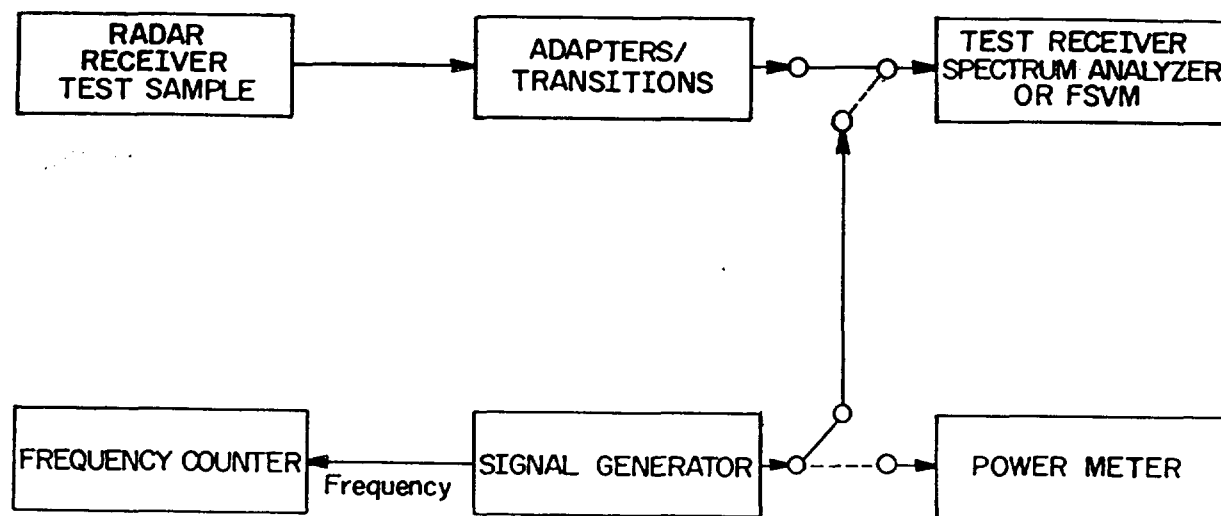 RADAR
RECEIVER
TEST SAMPLE
ADAPTERS/
TRANSITIONS
TEST RECEIVER
SPECTRUM ANALYZER
OR FSVM
FREQUENCY COUNTER
Frequency
SIGNAL GENERATOR
POWER METER